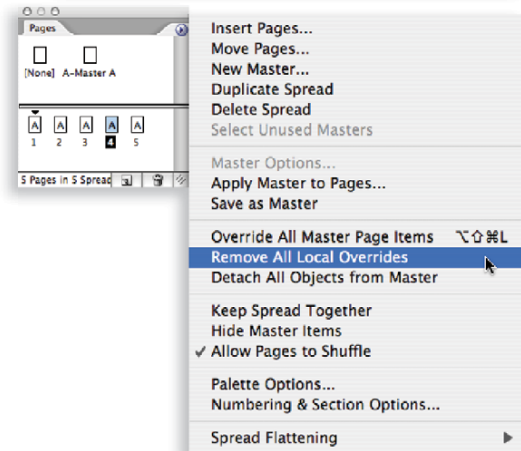 Pages
[None] A-Master A
A A A A A
1 2 3 4 5
5 Pages in 5 Spread
Insert Pages...
Move Pages...
New Master...
Duplicate Spread
Delete Spread
Select Unused Masters
Master Options...
Apply Master to Pages...
Save as Master
Override All Master Page Items ⌥⇧⌘L
Remove All Local Overrides
Detach All Objects from Master
Keep Spread Together
Hide Master Items
✓ Allow Pages to Shuffle
Palette Options...
Numbering & Section Options...
Spread Flattening